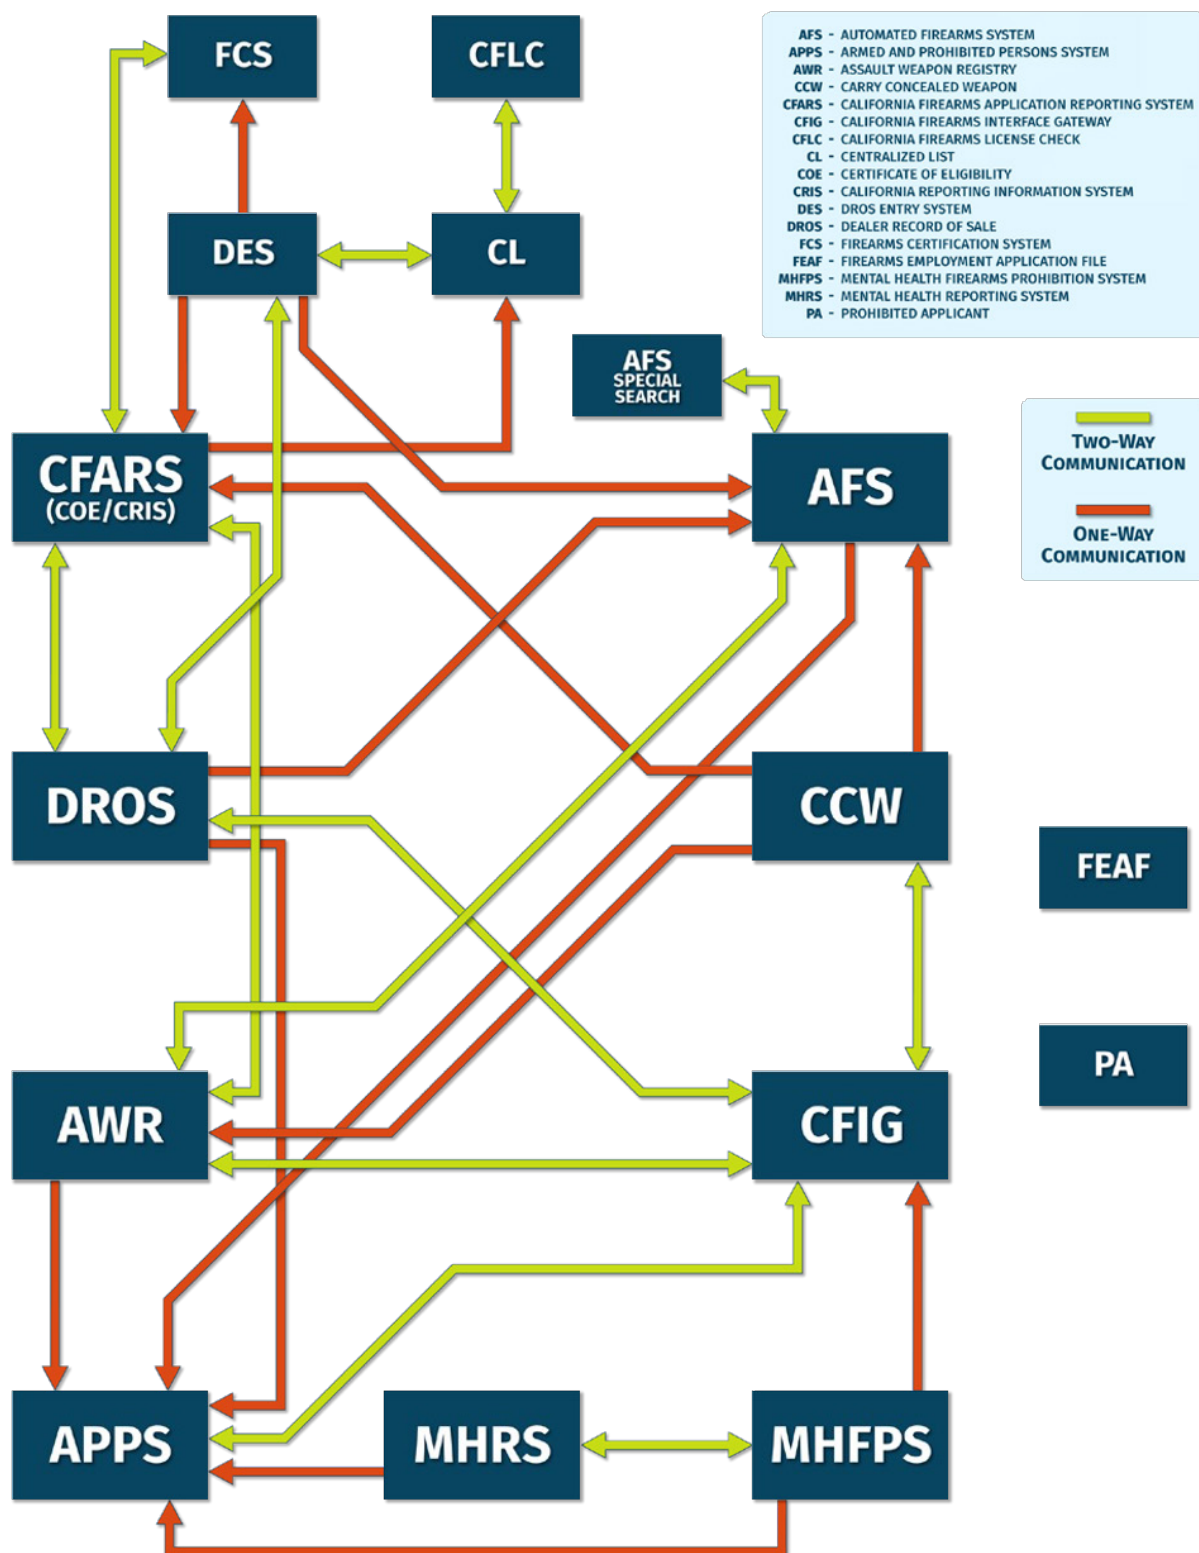 FCS
CFLC
AFS - AUTOMATED FIREARMS SYSTEM
APPS - ARMED AND PROHIBITED PERSONS SYSTEM
AWR - ASSAULT WEAPON REGISTRY
CCW - CARRY CONCEALED WEAPON
CFARS - CALIFORNIA FIREARMS APPLICATION REPORTING SYSTEM
CFIG - CALIFORNIA FIREARMS INTERFACE GATEWAY
CFLC - CALIFORNIA FIREARMS LICENSE CHECK
CL - CENTRALIZED LIST
COE - CERTIFICATE OF ELIGIBILITY
CRIS - CALIFORNIA REPORTING INFORMATION SYSTEM
DES - DROS ENTRY SYSTEM
DROS - DEALER RECORD OF SALE
FCS - FIREARMS CERTIFICATION SYSTEM
FEAF - FIREARMS EMPLOYMENT APPLICATION FILE
MHFPS - MENTAL HEALTH FIREARMS PROHIBITION SYSTEM
MHRS - MENTAL HEALTH REPORTING SYSTEM
PA - PROHIBITED APPLICANT
DES
CL
AFS
SPECIAL
SEARCH
TWO-WAY
COMMUNICATION
ONE-WAY
COMMUNICATION
CFARS
(COE/CRIS)
AFS
DROS
CCW
FEAF
PA
AWR
CFIG
APPS
MHRS
MHFPS